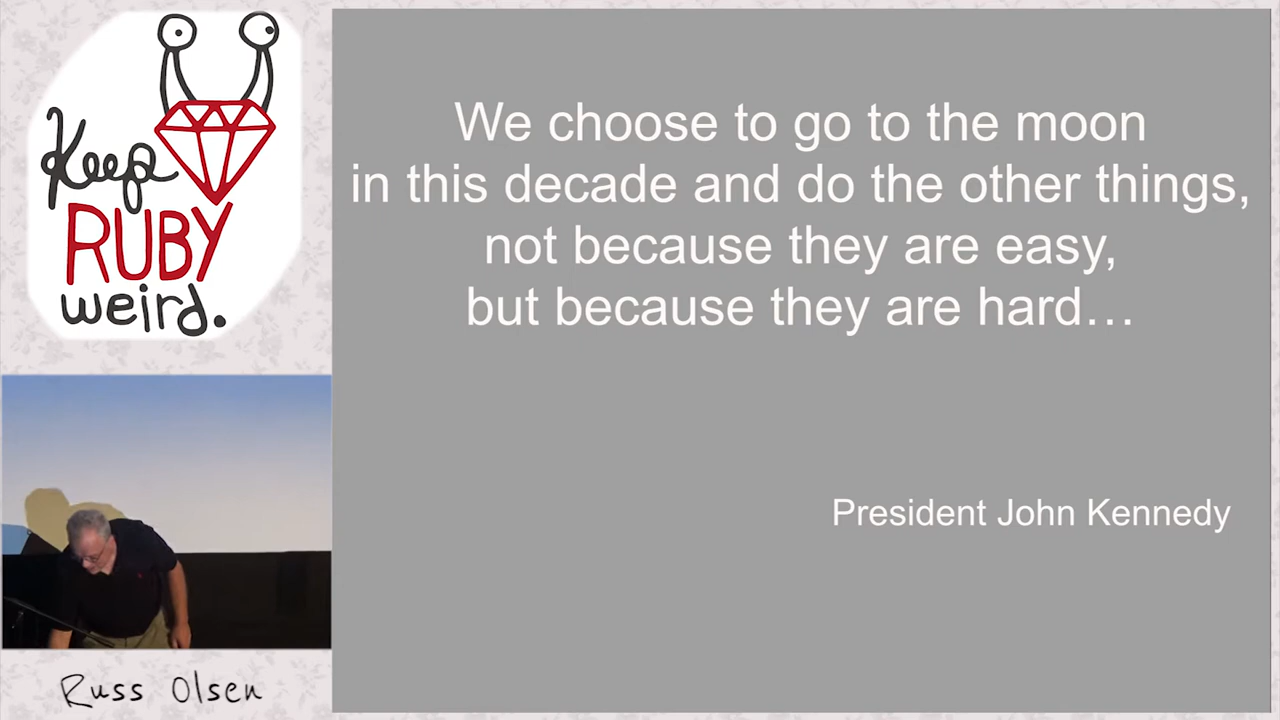 Keep
RUBY
weird.
We choose to go to the moon
in this decade and do the other things,
not because they are easy,
but because they are hard…
President John Kennedy
Russ Olsen